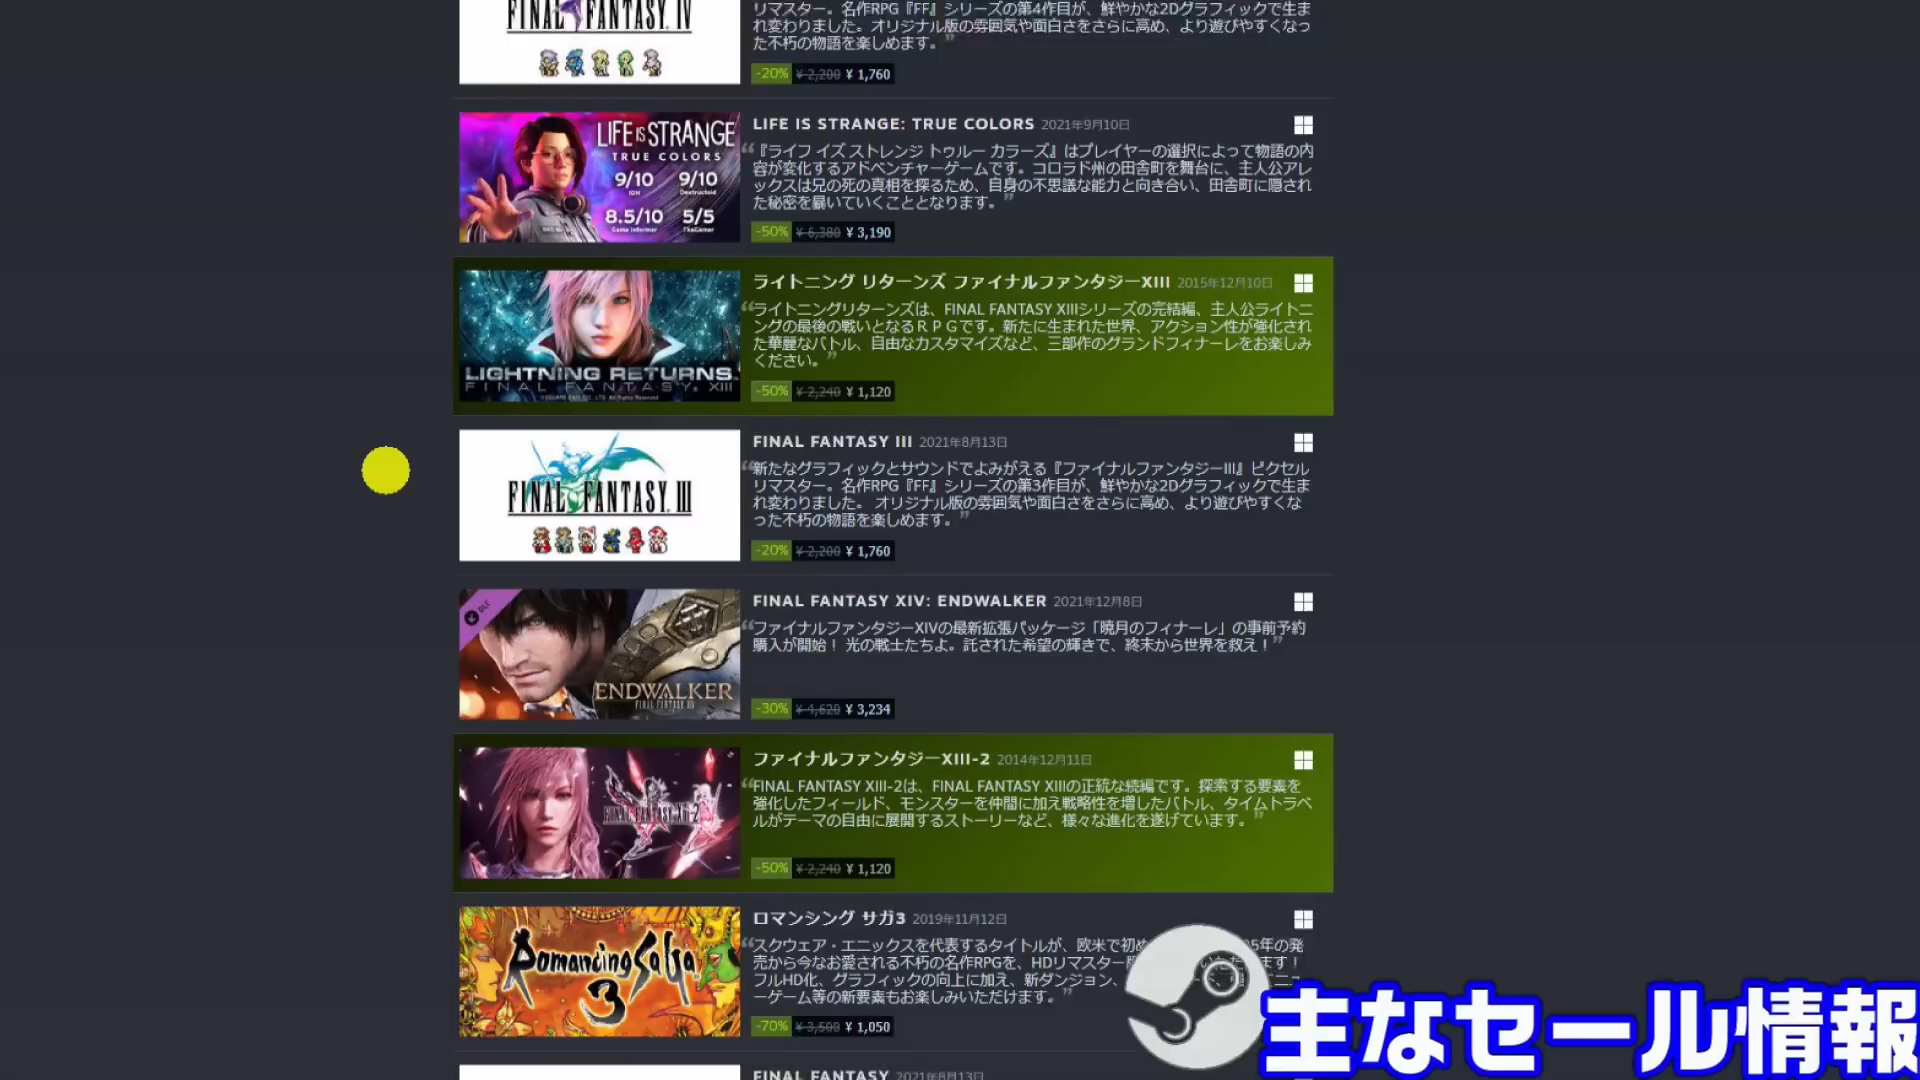 FINAL FANTASY IV
リマスター。名作RPG『FF』シリーズの第4作目が、鮮やかな2Dグラフィックで生ま
れ変わりました。オリジナル版の雰囲気や面白さをさらに高め、より遊びやすくなっ
た不朽の物語を楽しめます。”
-20% ¥ 2,200 ¥ 1,760
LIFE IS STRANGE
TRUE COLORS
9/10 9/10
IGN Destructoid
8.5/10 5/5
Game Informer TheGamer
LIFE IS STRANGE: TRUE COLORS 2021年9月10日
“『ライフ イズ ストレンジ トゥルー カラーズ』はプレイヤーの選択によって物語の内
容が変化するアドベンチャーゲームです。コロラド州の田舎町を舞台に、主人公アレ
ックスは兄の死の真相を探るため、自身の不思議な能力と向き合い、田舎町に隠され
た秘密を暴いていくこととなります。”
-50% ¥ 6,380 ¥ 3,190
LIGHTNING RETURNS
FINAL FANTASY XIII
ライトニング リターンズ ファイナルファンタジーXIII 2015年12月10日
“ライトニングリターンズは、FINAL FANTASY XIIIシリーズの完結編、主人公ライトニ
ングの最後の戦いとなるＲＰＧです。新たに生まれた世界、アクション性が強化され
た華麗なバトル、自由なカスタマイズなど、三部作のグランドフィナーレをお楽しみ
ください。”
-50% ¥ 2,240 ¥ 1,120
FINAL FANTASY III
FINAL FANTASY III 2021年8月13日
“新たなグラフィックとサウンドでよみがえる『ファイナルファンタジーIII』ピクセル
リマスター。名作RPG『FF』シリーズの第3作目が、鮮やかな2Dグラフィックで生ま
れ変わりました。 オリジナル版の雰囲気や面白さをさらに高め、より遊びやすくな
った不朽の物語を楽しめます。”
-20% ¥ 2,200 ¥ 1,760
DLC
ENDWALKER
FINAL FANTASY XIV
FINAL FANTASY XIV: ENDWALKER 2021年12月8日
“ファイナルファンタジーXIVの最新拡張パッケージ「暁月のフィナーレ」の事前予約
購入が開始！ 光の戦士たちよ。託された希望の輝きで、終末から世界を救え！”
-30% ¥ 4,620 ¥ 3,234
FINAL FANTASY XIII-2
ファイナルファンタジーXIII-2 2014年12月11日
“FINAL FANTASY XIII-2は、FINAL FANTASY XIIIの正統な続編です。探索する要素を
強化したフィールド、モンスターを仲間に加え戦略性を増したバトル、タイムトラベ
ルがテーマの自由に展開するストーリーなど、様々な進化を遂げています。”
-50% ¥ 2,240 ¥ 1,120
Romancing SaGa
3
ロマンシング サガ3 2019年11月12日
“スクウェア・エニックスを代表するタイトルが、欧米で初め 5年の発
売から今なお愛される不朽の名作RPGを、HDリマスター ます！
フルHD化、グラフィックの向上に加え、新ダンジョン、 ニュ
ーゲーム等の新要素もお楽しみいただけます。”
-70% ¥ 3,500 ¥ 1,050
主なセール情報
FINAL FANTASY 2021年8月13日